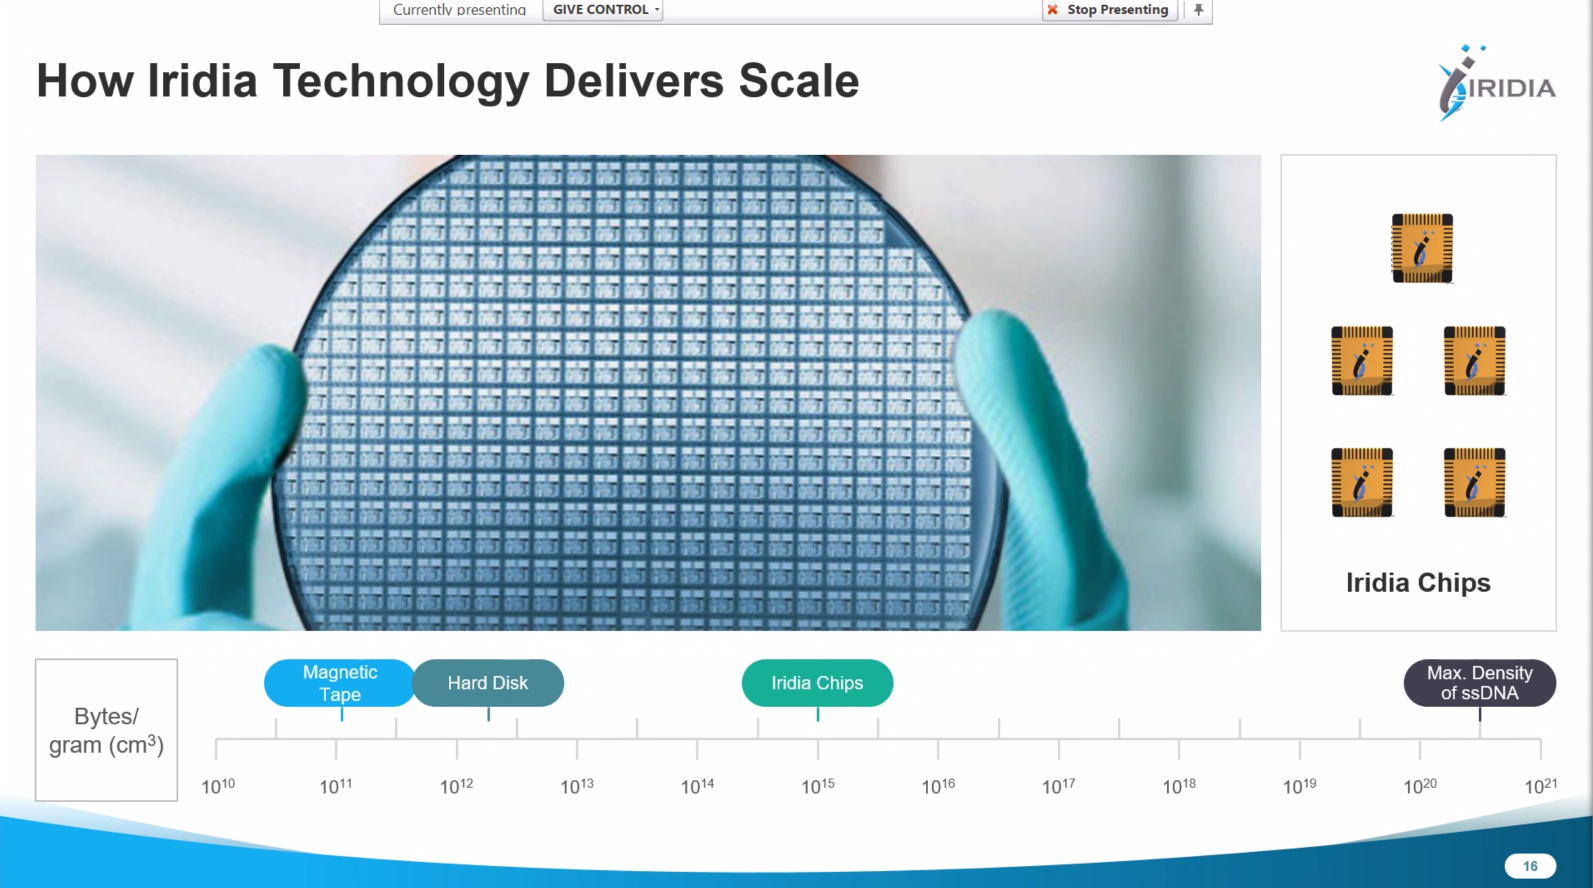 Currently presenting
GIVE CONTROL
Stop Presenting
How Iridia Technology Delivers Scale
IRIDIA
Iridia Chips
Bytes/
gram (cm³)
Magnetic
Tape
Hard Disk
Iridia Chips
Max. Density
of ssDNA
10¹⁰
10¹¹
10¹²
10¹³
10¹⁴
10¹⁵
10¹⁶
10¹⁷
10¹⁸
10¹⁹
10²⁰
10²¹
16